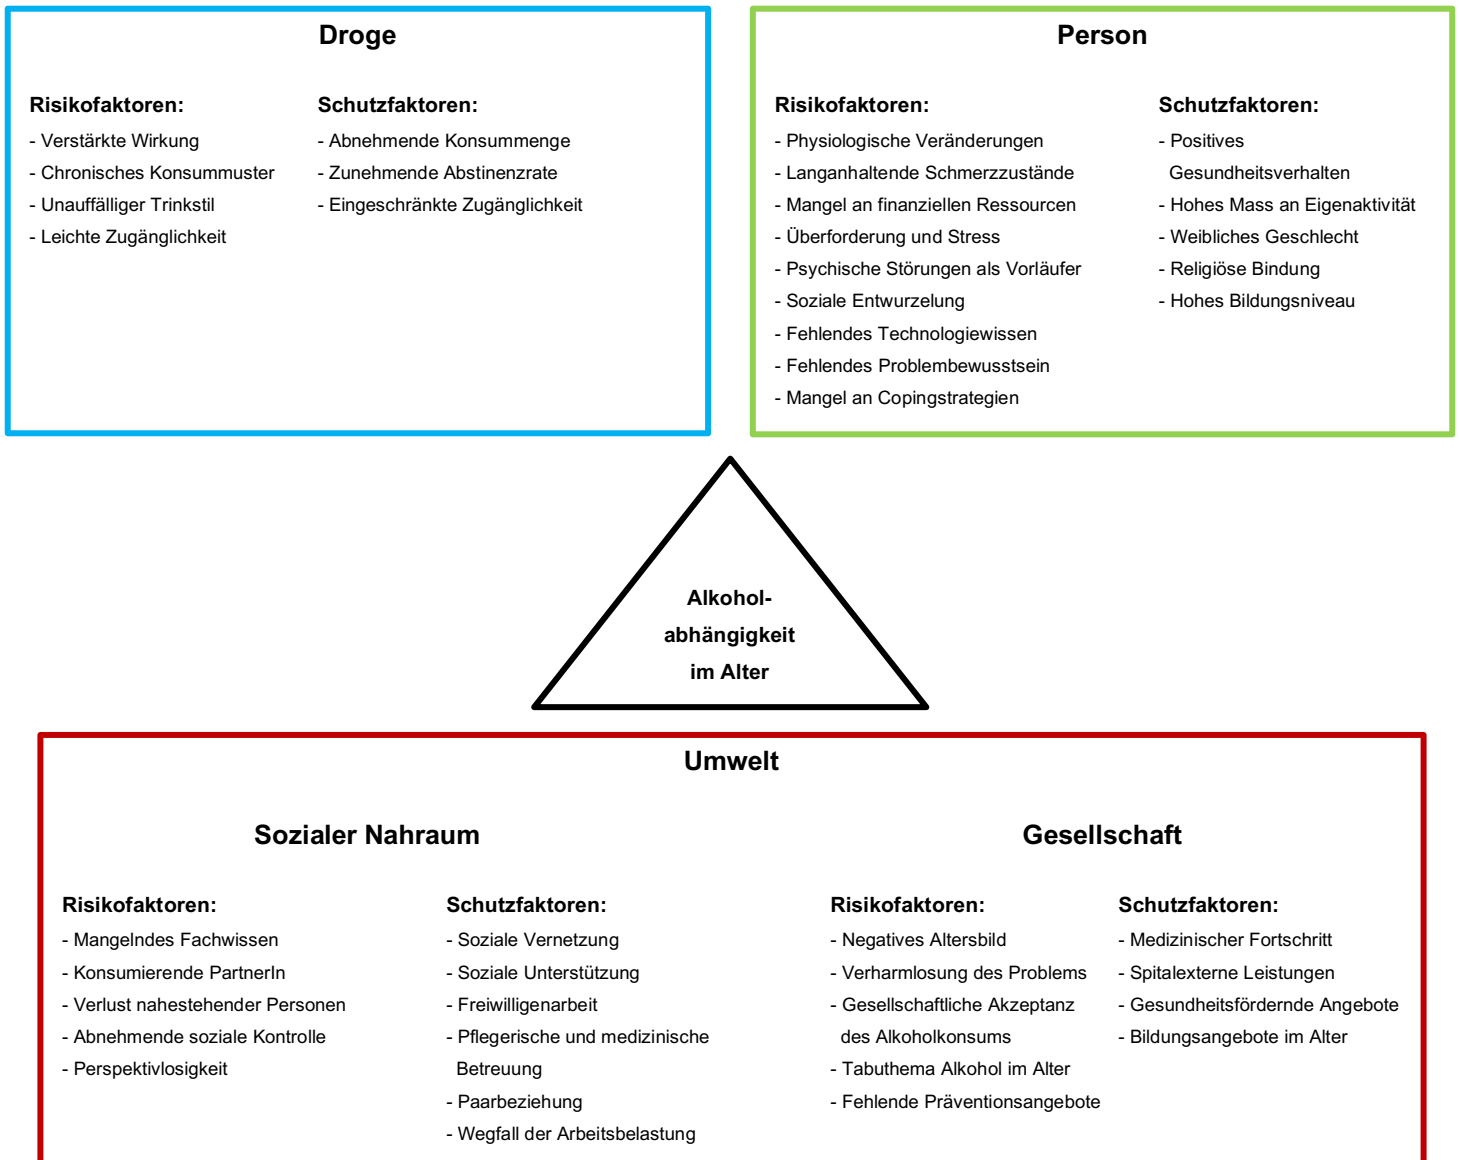 Droge
Risikofaktoren:
- Verstärkte Wirkung
- Chronisches Konsummuster
- Unauffälliger Trinkstil
- Leichte Zugänglichkeit
Schutzfaktoren:
- Abnehmende Konsummenge
- Zunehmende Abstinenzrate
- Eingeschränkte Zugänglichkeit
Person
Risikofaktoren:
- Physiologische Veränderungen
- Langanhaltende Schmerzzustände
- Mangel an finanziellen Ressourcen
- Überforderung und Stress
- Psychische Störungen als Vorläufer
- Soziale Entwurzelung
- Fehlendes Technologiewissen
- Fehlendes Problembewusstsein
- Mangel an Copingstrategien
Schutzfaktoren:
- Positives
Gesundheitsverhalten
- Hohes Mass an Eigenaktivität
- Weibliches Geschlecht
- Religiöse Bindung
- Hohes Bildungsniveau
Alkohol-
abhängigkeit
im Alter
Umwelt
Sozialer Nahraum
Risikofaktoren:
- Mangelndes Fachwissen
- Konsumierende PartnerIn
- Verlust nahestehender Personen
- Abnehmende soziale Kontrolle
- Perspektivlosigkeit
Schutzfaktoren:
- Soziale Vernetzung
- Soziale Unterstützung
- Freiwilligenarbeit
- Pflegerische und medizinische
Betreuung
- Paarbeziehung
- Wegfall der Arbeitsbelastung
Gesellschaft
Risikofaktoren:
- Negatives Altersbild
- Verharmlosung des Problems
- Gesellschaftliche Akzeptanz
des Alkoholkonsums
- Tabuthema Alkohol im Alter
- Fehlende Präventionsangebote
Schutzfaktoren:
- Medizinischer Fortschritt
- Spitalexterne Leistungen
- Gesundheitsfördernde Angebote
- Bildungsangebote im Alter